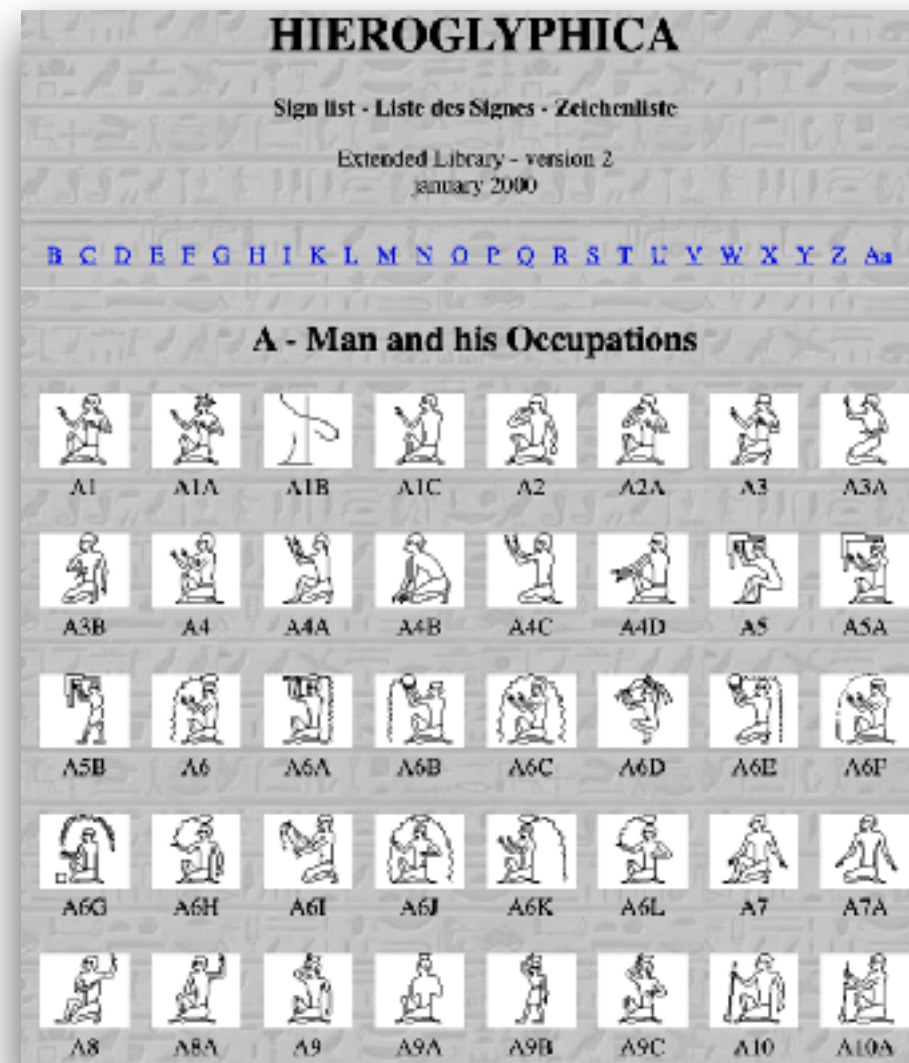 HIEROGLYPHICA
Sign list - Liste des Signes - Zeichenliste
Extended Library - version 2
january 2000
B C D E F G H I K L M N O P Q R S T U V W X Y Z Aa
A - Man and his Occupations
A1 A1A A1B A1C A2 A2A A3 A3A
A3B A4 A4A A4B A4C A4D A5 A5A
A5B A6 A6A A6B A6C A6D A6E A6F
A6G A6H A6I A6J A6K A6L A7 A7A
A8 A8A A9 A9A A9B A9C A10 A10A